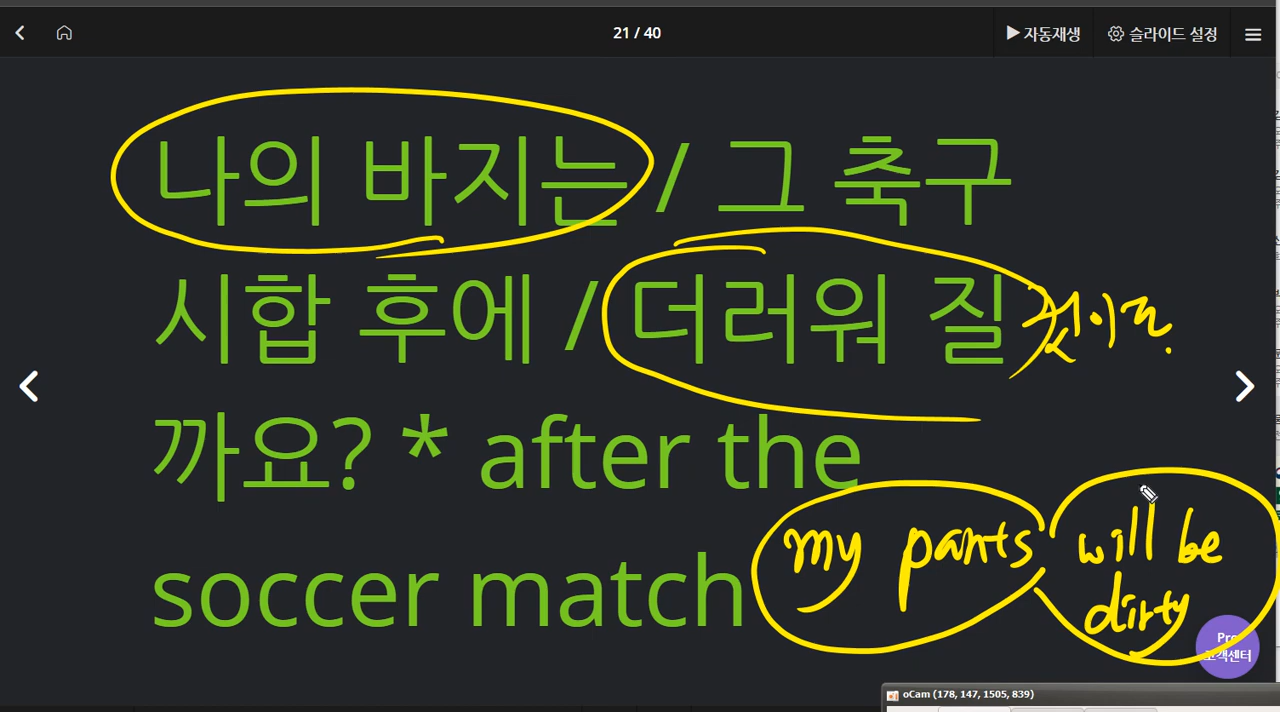 21 / 40
▶자동재생
슬라이드 설정
나의 바지는 / 그 축구
시합 후에 / 더러워 질
것이다.
까요? * after the
soccer match
my pants
will be
dirty
Pro
고객센터
oCam (178, 147, 1505, 839)